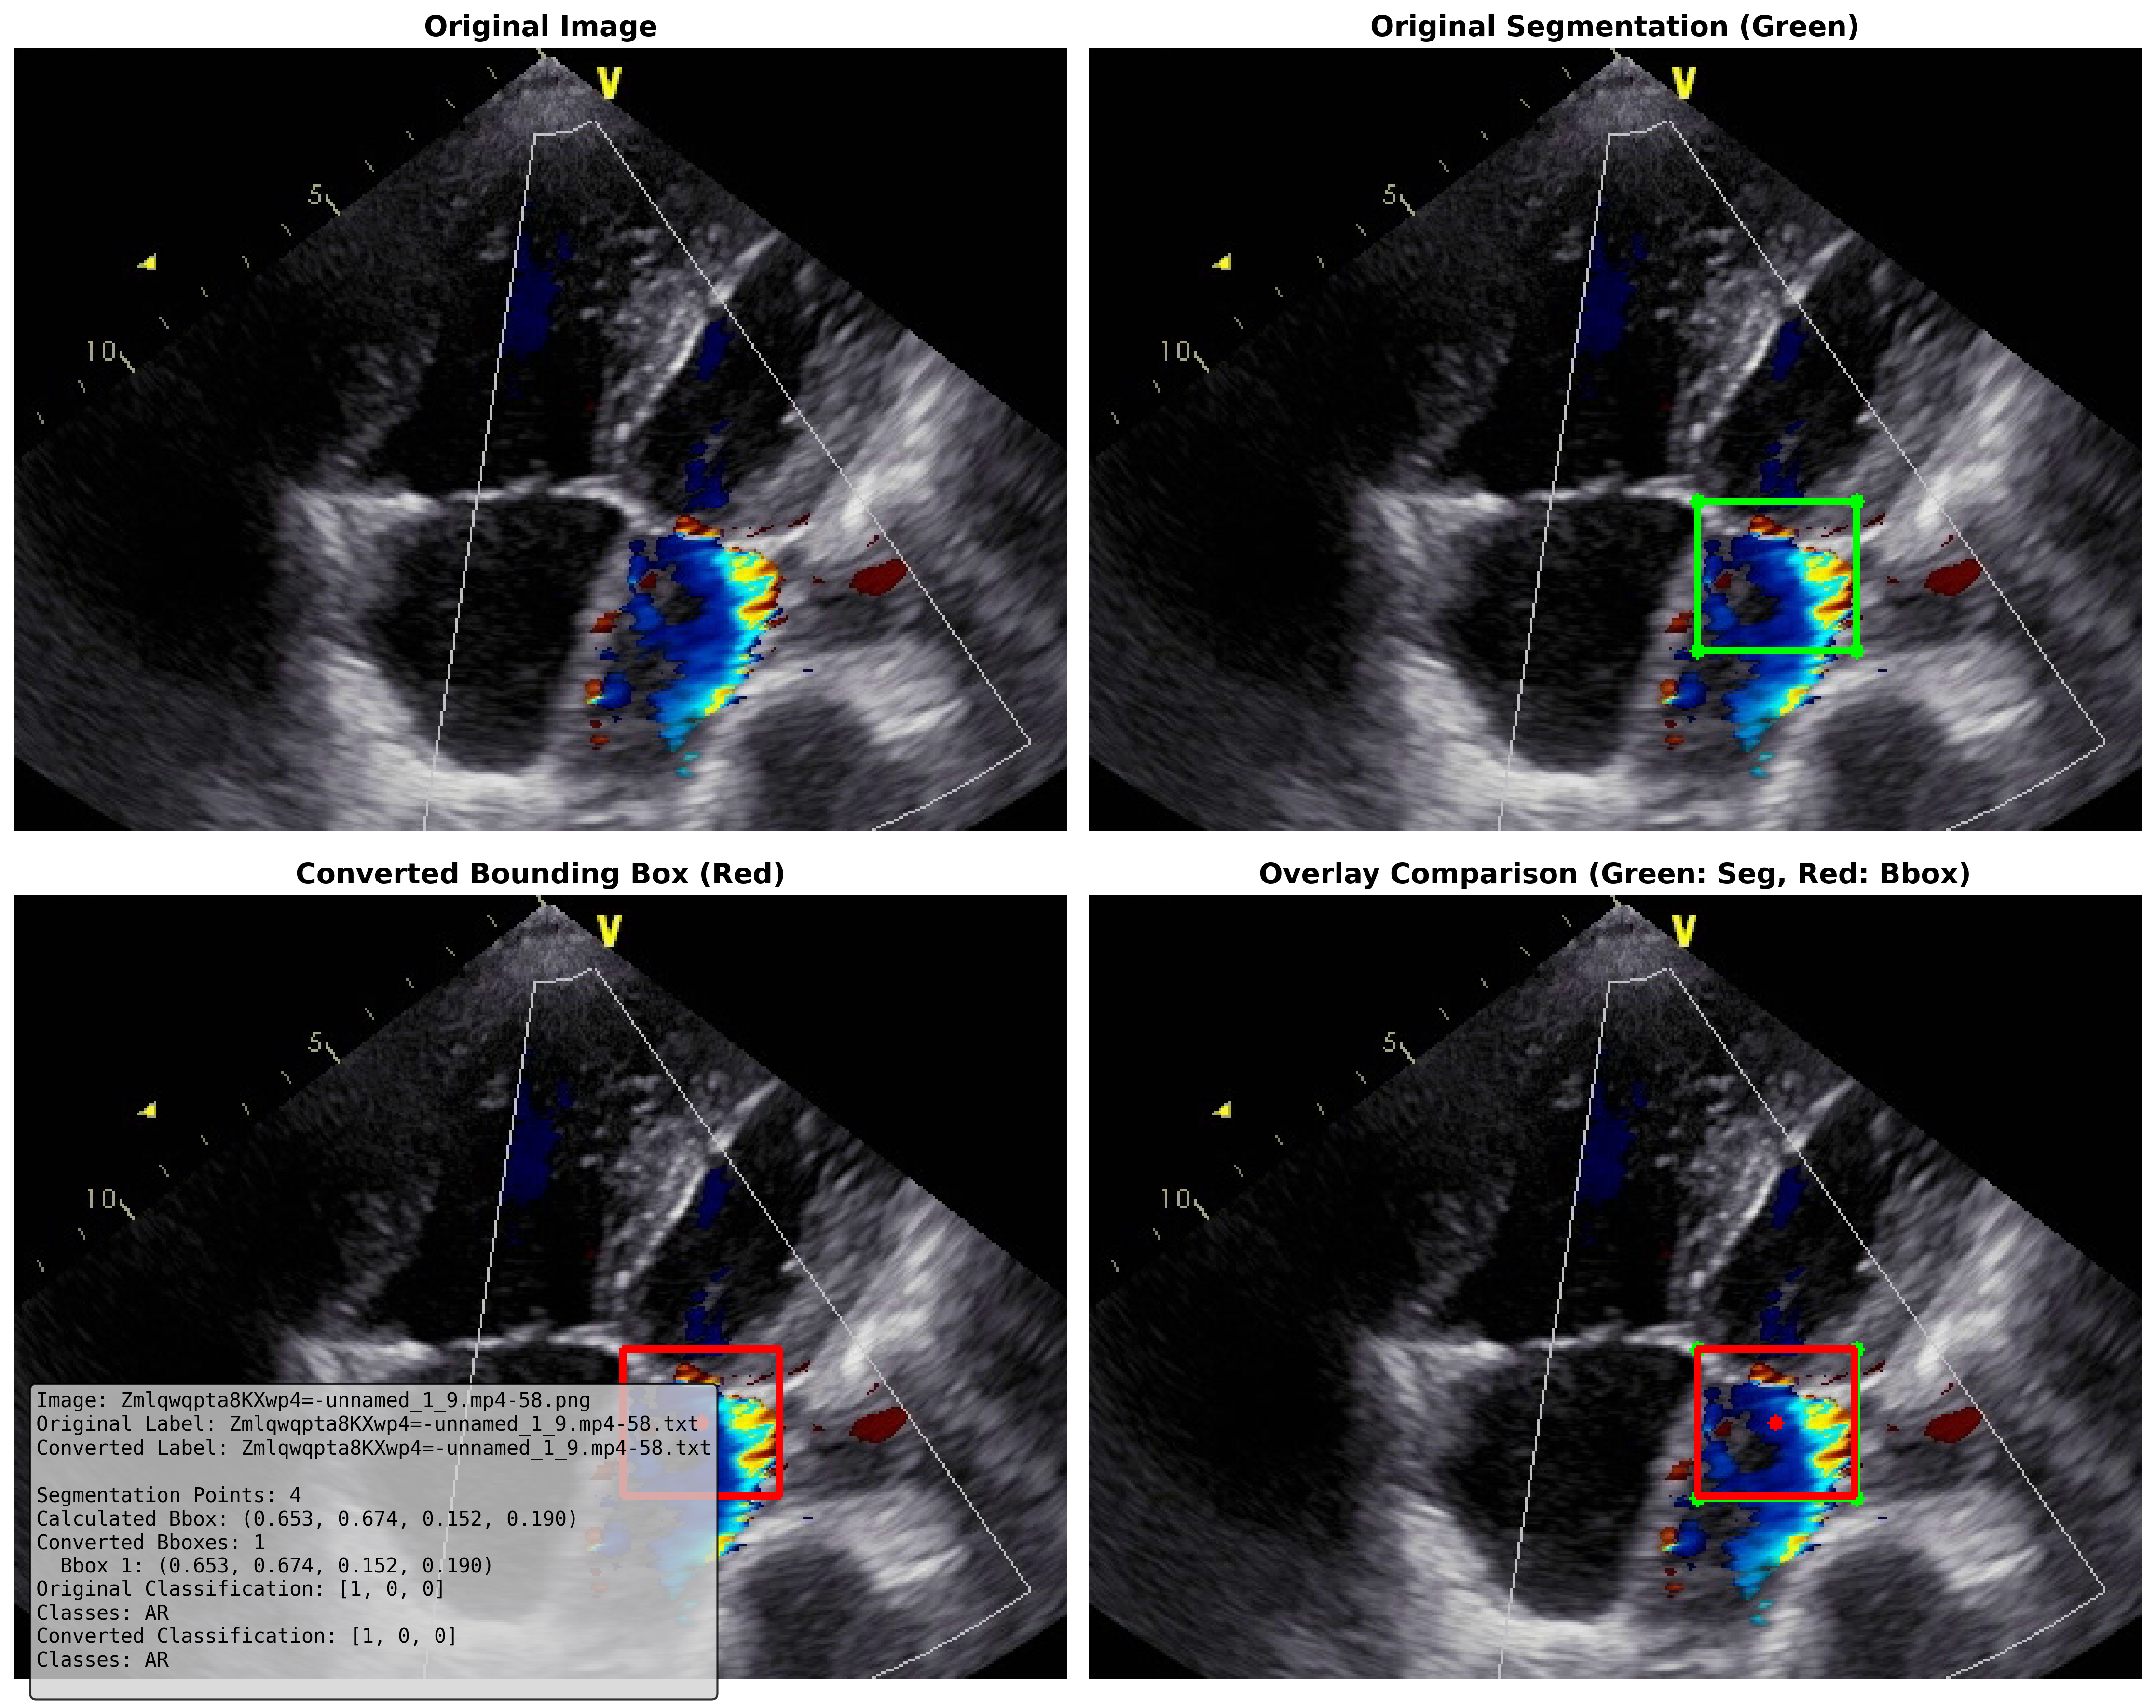 Original Image
Original Segmentation (Green)
V
5
10
V
5
10
Converted Bounding Box (Red)
Overlay Comparison (Green: Seg, Red: Bbox)
V
5
10
V
5
10
Image: Zmlqwqpta8KXwp4=-unnamed_1_9.mp4-58.png
Original Label: Zmlqwqpta8KXwp4=-unnamed_1_9.mp4-58.txt
Converted Label: Zmlqwqpta8KXwp4=-unnamed_1_9.mp4-58.txt
Segmentation Points: 4
Calculated Bbox: (0.653, 0.674, 0.152, 0.190)
Converted Bboxes: 1
Bbox 1: (0.653, 0.674, 0.152, 0.190)
Original Classification: [1, 0, 0]
Classes: AR
Converted Classification: [1, 0, 0]
Classes: AR